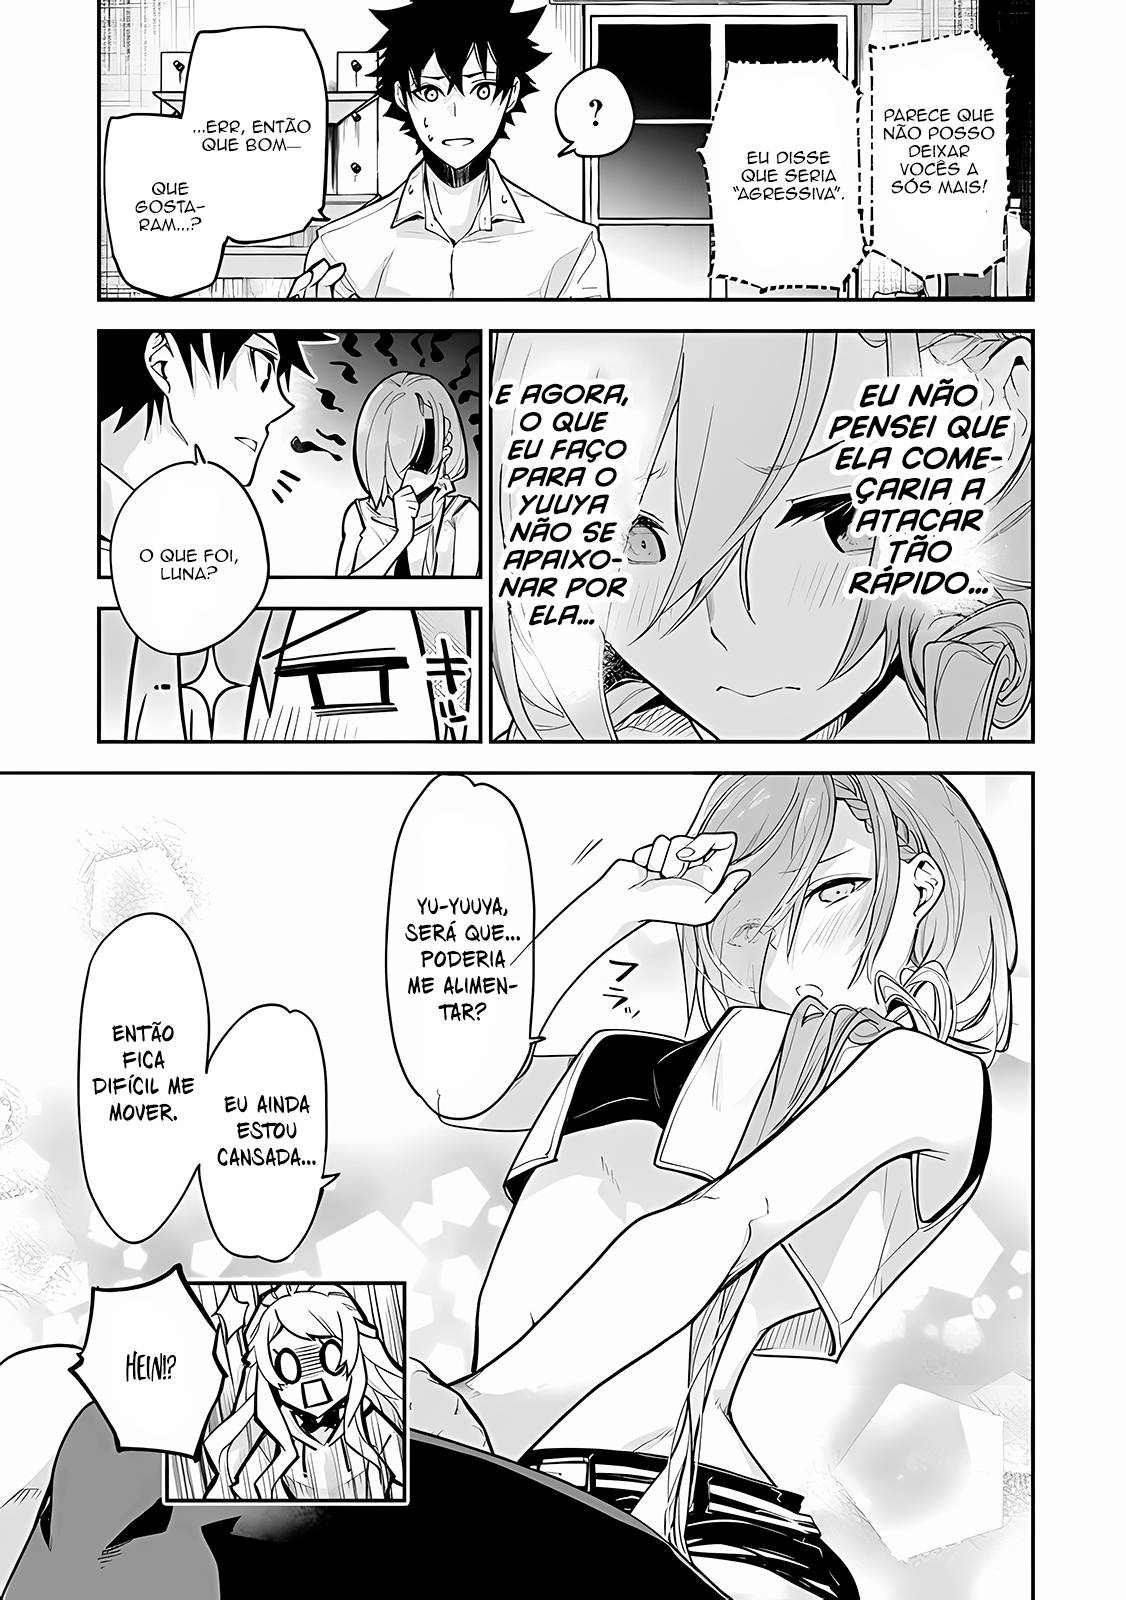 PARECE QUE
NÃO POSSO
DEIXAR
VOCÊS A
SÓS MAIS!
EU DISSE
QUE SERIA
“AGRESSIVA”.
?
...ERR, ENTÃO
QUE BOM—
QUE
GOSTA-
RAM...?
EU NÃO
PENSEI QUE
ELA COME-
ÇARIA A
ATACAR
TÃO
RÁPIDO...
E AGORA,
O QUE
EU FAÇO
PARA O
YUUYA
NÃO SE
APAIXO-
NAR POR
ELA...
O QUE FOI,
LUNA?
キッ
YU-YUUYA,
SERÁ QUE...
PODERIA
ME ALIMEN-
TAR?
EU AINDA
ESTOU
CANSADA...
ENTÃO
FICA
DIFÍCIL ME
MOVER.
HEIN!?